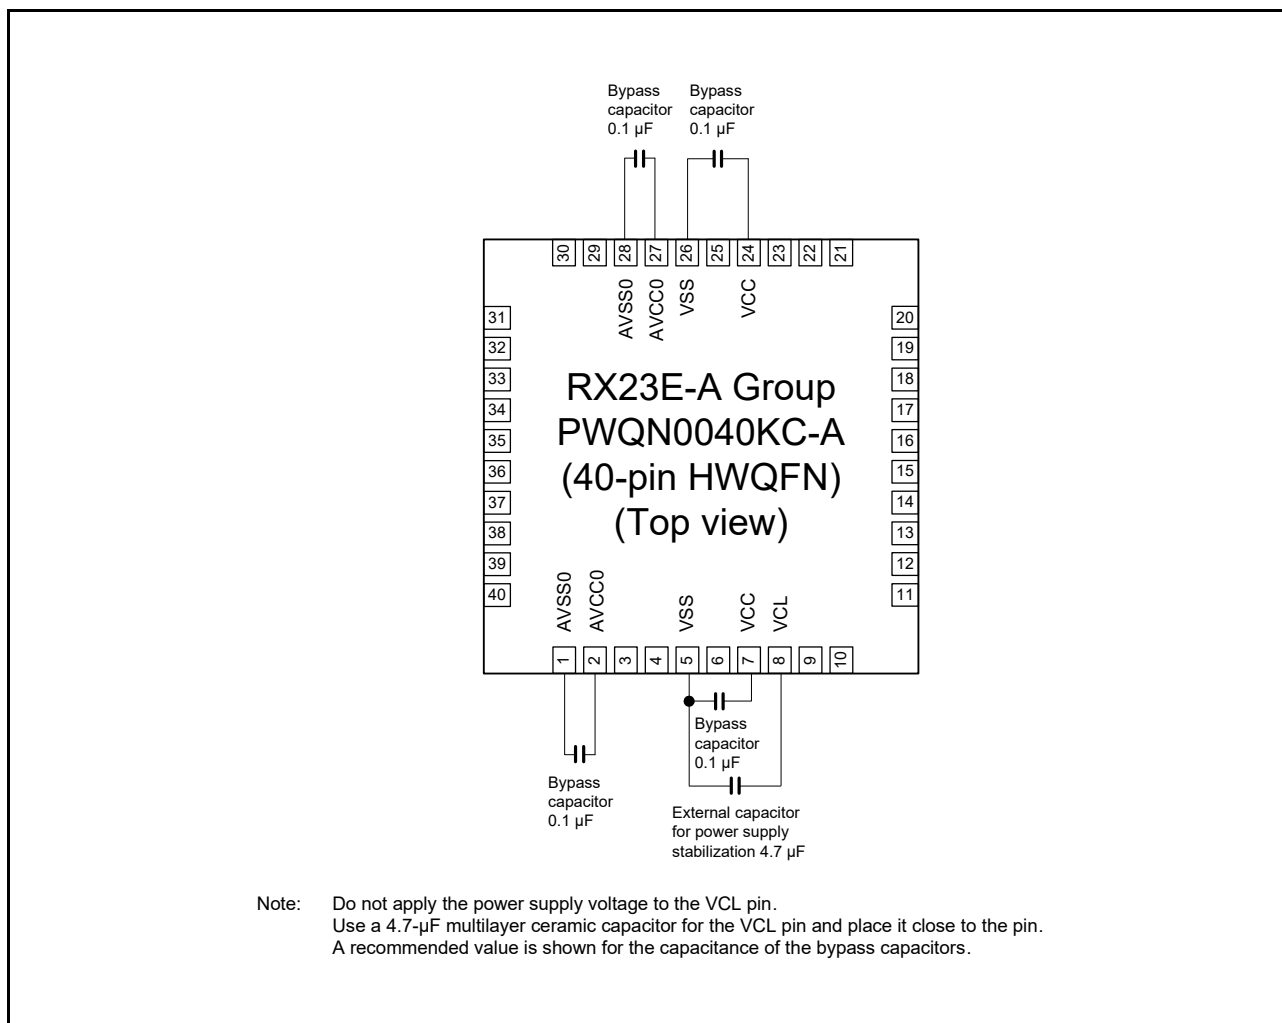 Bypass
capacitor
0.1 µF
Bypass
capacitor
0.1 µF
30 29 28 27 26 25 24 23 22 21
AVSS0
AVCC0
VSS
VCC
31
32
33
34
35
36
37
38
39
40
20
19
18
17
16
15
14
13
12
11
RX23E-A Group
PWQN0040KC-A
(40-pin HWQFN)
(Top view)
AVSS0
AVCC0
VSS
VCC
VCL
1 2 3 4 5 6 7 8 9 10
Bypass
capacitor
0.1 µF
Bypass
capacitor
0.1 µF
External capacitor
for power supply
stabilization 4.7 µF
Note: Do not apply the power supply voltage to the VCL pin.
Use a 4.7-µF multilayer ceramic capacitor for the VCL pin and place it close to the pin.
A recommended value is shown for the capacitance of the bypass capacitors.